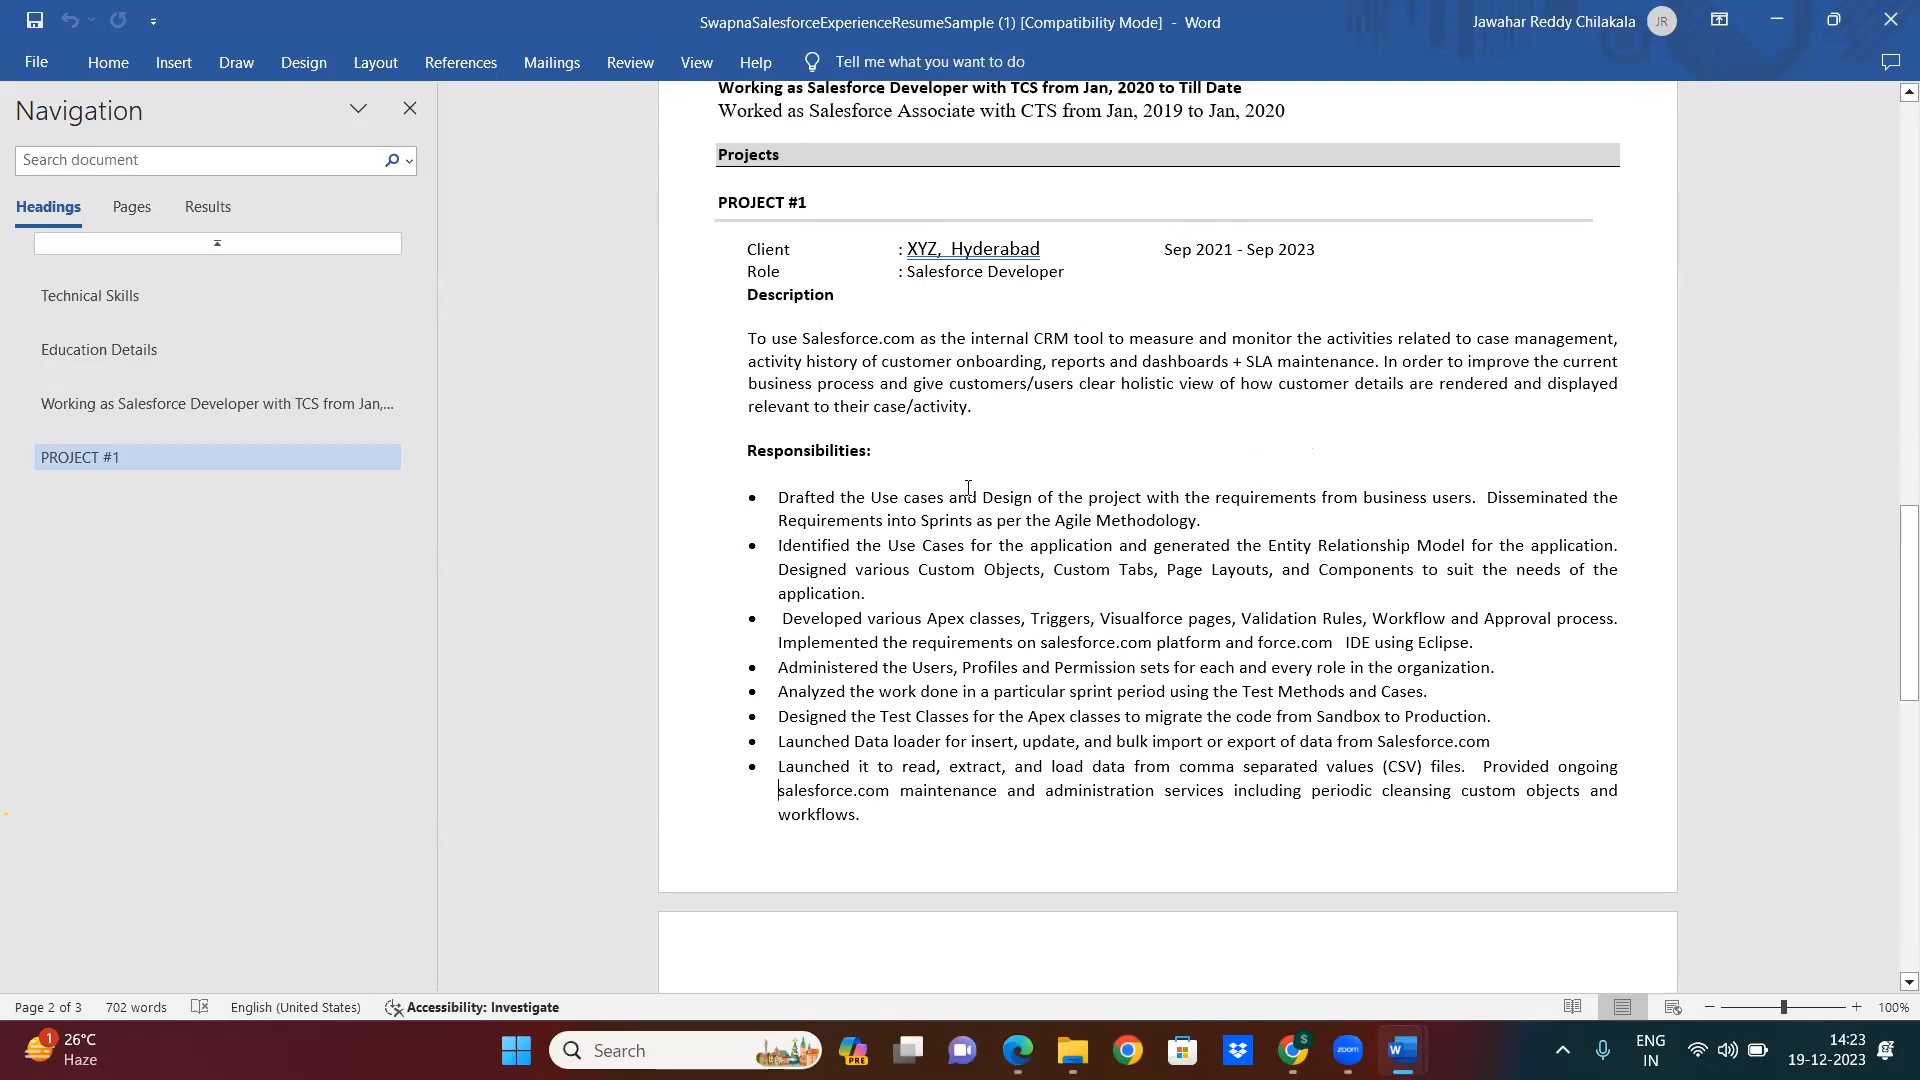 SwapnaSalesforceExperienceResumeSample (1) [Compatibility Mode] - Word
Jawahar Reddy Chilakala
JR
File
Home
Insert
Draw
Design
Layout
References
Mailings
Review
View
Help
Tell me what you want to do
Navigation
Search document
Headings
Pages
Results
Technical Skills
Education Details
Working as Salesforce Developer with TCS from Jan,...
PROJECT #1
Working as Salesforce Developer with TCS from Jan, 2020 to Till Date
Worked as Salesforce Associate with CTS from Jan, 2019 to Jan, 2020
Projects
PROJECT #1
Client : XYZ, Hyderabad Sep 2021 - Sep 2023
Role : Salesforce Developer
Description
To use Salesforce.com as the internal CRM tool to measure and monitor the activities related to case management,
activity history of customer onboarding, reports and dashboards + SLA maintenance. In order to improve the current
business process and give customers/users clear holistic view of how customer details are rendered and displayed
relevant to their case/activity.
Responsibilities:
• Drafted the Use cases and Design of the project with the requirements from business users. Disseminated the
Requirements into Sprints as per the Agile Methodology.
• Identified the Use Cases for the application and generated the Entity Relationship Model for the application.
Designed various Custom Objects, Custom Tabs, Page Layouts, and Components to suit the needs of the
application.
• Developed various Apex classes, Triggers, Visualforce pages, Validation Rules, Workflow and Approval process.
Implemented the requirements on salesforce.com platform and force.com IDE using Eclipse.
• Administered the Users, Profiles and Permission sets for each and every role in the organization.
• Analyzed the work done in a particular sprint period using the Test Methods and Cases.
• Designed the Test Classes for the Apex classes to migrate the code from Sandbox to Production.
• Launched Data loader for insert, update, and bulk import or export of data from Salesforce.com
• Launched it to read, extract, and load data from comma separated values (CSV) files. Provided ongoing
salesforce.com maintenance and administration services including periodic cleansing custom objects and
workflows.
Page 2 of 3
702 words
English (United States)
Accessibility: Investigate
100%
1
26°C
Haze
Search
PRE
S
zoom
W
ENG
IN
14:23
19-12-2023